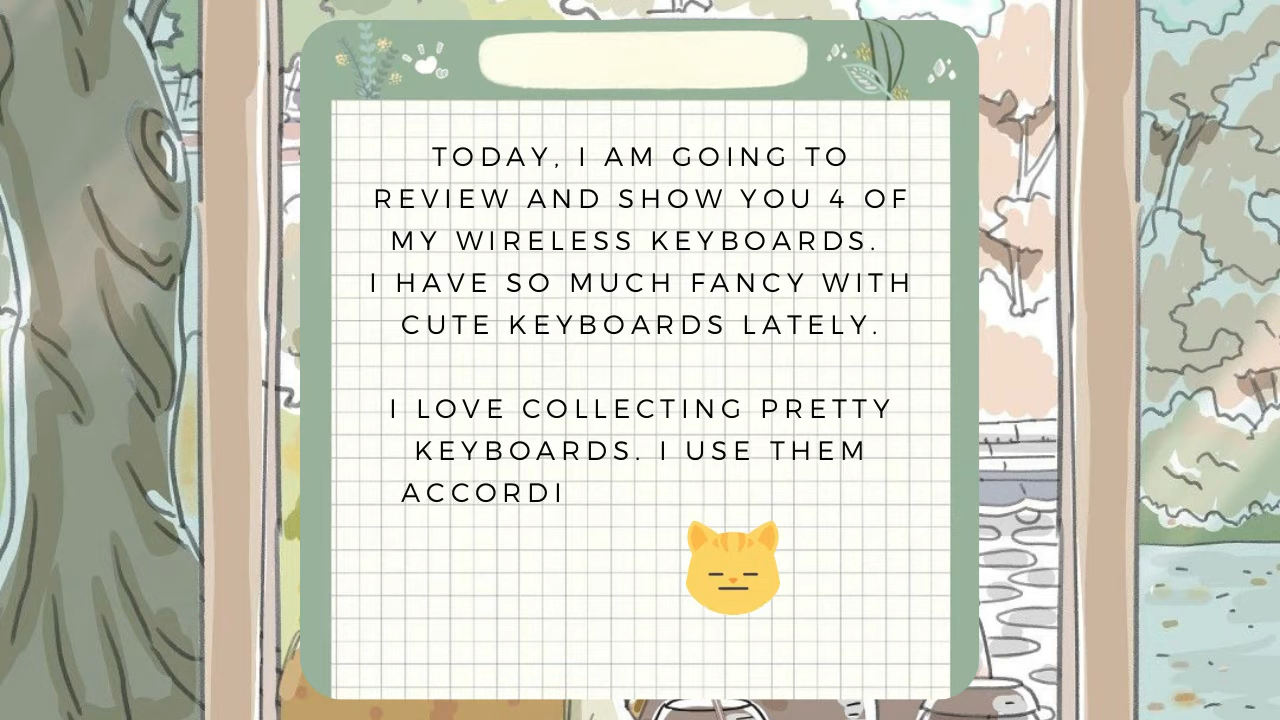 TODAY, I AM GOING TO
REVIEW AND SHOW YOU 4 OF
MY WIRELESS KEYBOARDS.
I HAVE SO MUCH FANCY WITH
CUTE KEYBOARDS LATELY.
I LOVE COLLECTING PRETTY
KEYBOARDS. I USE THEM
ACCORDI